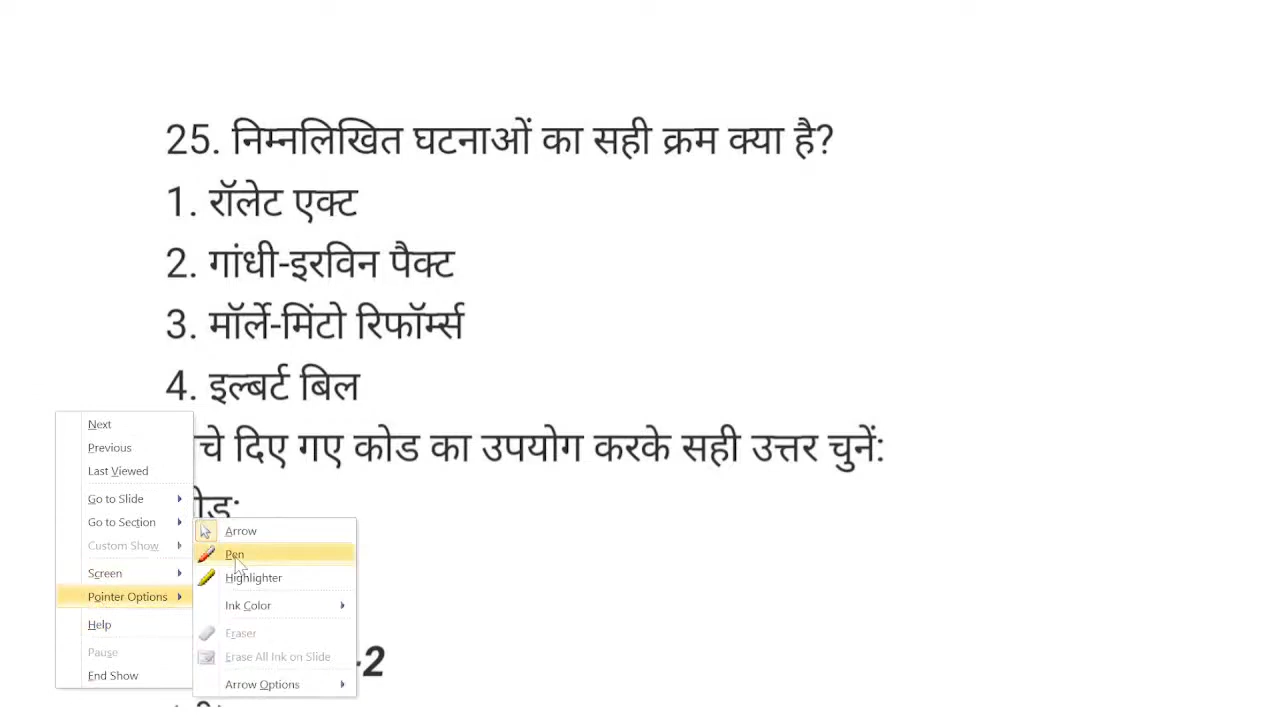 25. निम्नलिखित घटनाओं का सही क्रम क्या है?
1. रॉलेट एक्ट
2. गांधी-इरविन पैक्ट
3. मॉर्ले-मिंटो रिफॉर्म्स
4. इल्बर्ट बिल
दिए गए कोड का उपयोग करके सही उत्तर चुनें:
Next
Previous
Last Viewed
Go to Slide
Go to Section
Custom Show
Screen
Pointer Options
Help
Pause
End Show
Arrow
Pen
Highlighter
Ink Color
Eraser
Erase All Ink on Slide
Arrow Options
-2